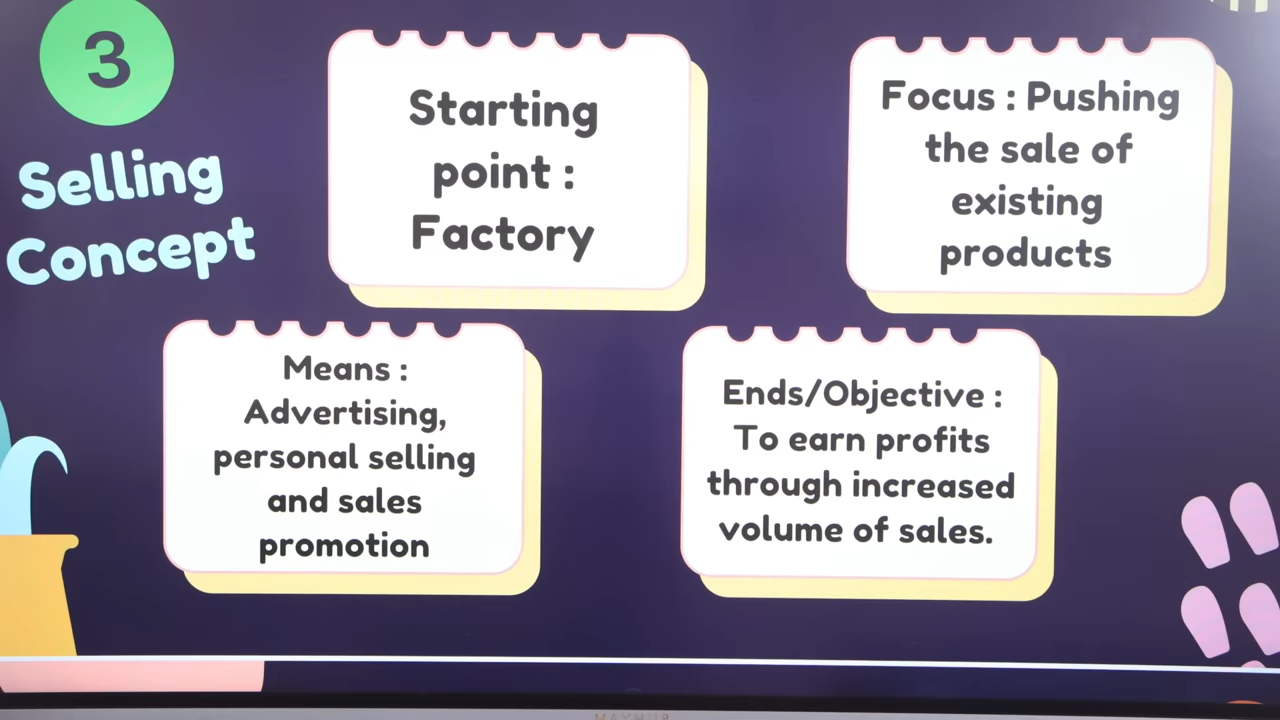 3
Selling
Concept
Starting
point :
Factory
Focus : Pushing
the sale of
existing
products
Means :
Advertising,
personal selling
and sales
promotion
Ends/Objective :
To earn profits
through increased
volume of sales.
MAXHUB